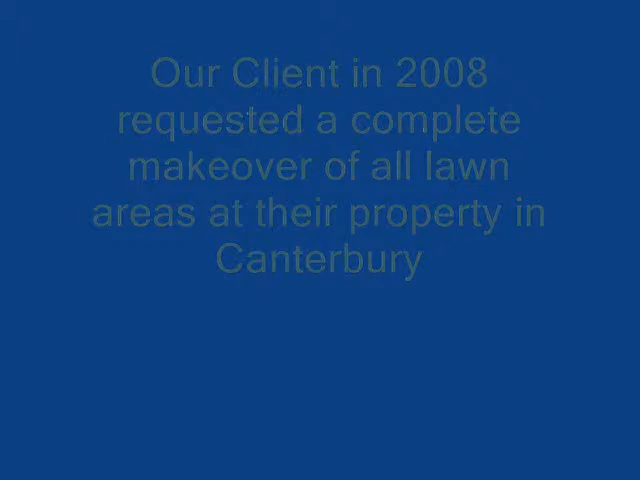 Our Client in 2008
requested a complete
makeover of all lawn
areas at their property in
Canterbury